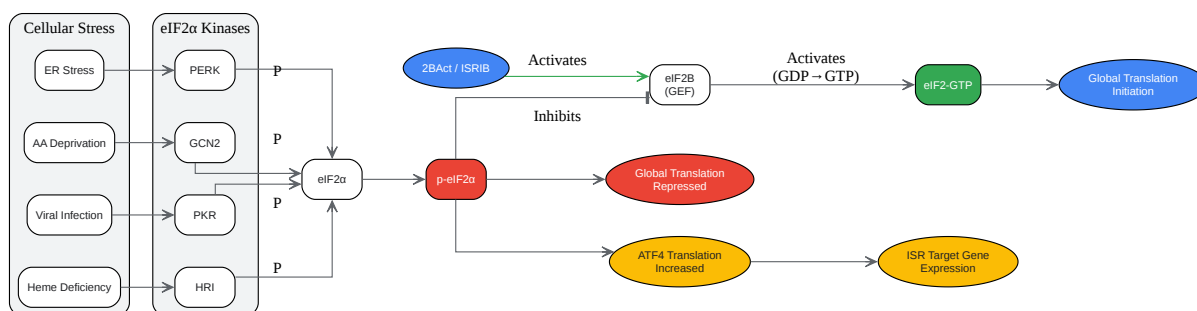 Cellular Stress
eIF2α Kinases
ER Stress
PERK
P
AA Deprivation
GCN2
P
Viral Infection
PKR
P
Heme Deficiency
HRI
P
eIF2α
p-eIF2α
2BAct / ISRIB
Activates
Inhibits
eIF2B
(GEF)
Activates
(GDP→GTP)
eIF2-GTP
Global Translation
Initiation
Global Translation
Repressed
ATF4 Translation
Increased
ISR Target Gene
Expression